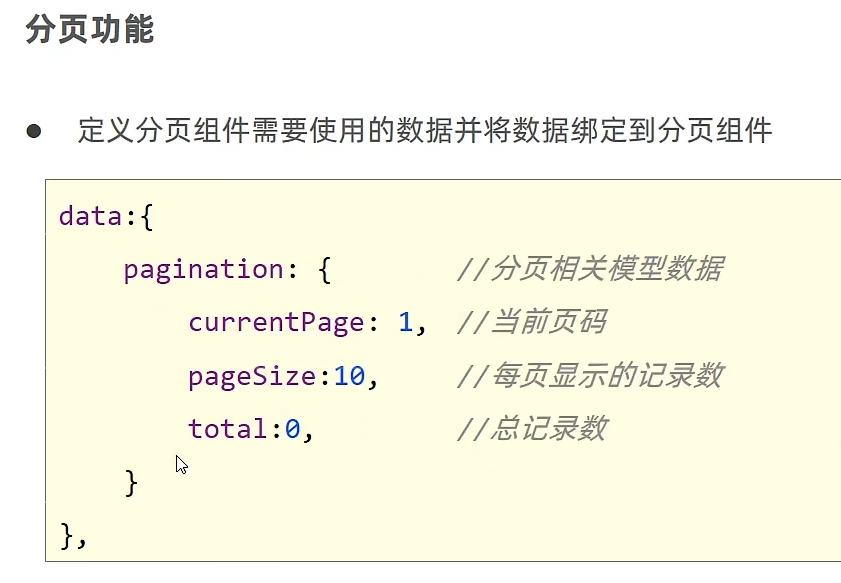 分页功能
● 定义分页组件需要使用的数据并将数据绑定到分页组件
data:{
pagination: { //分页相关模型数据
currentPage: 1, //当前页码
pageSize:10, //每页显示的记录数
total:0, //总记录数
}
},